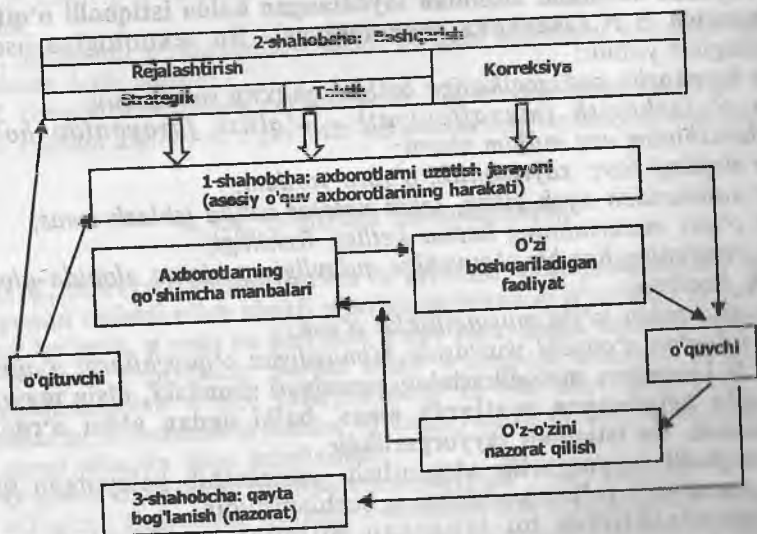 2-shahobcha: Boshqarish
Rejalashtirish
Korreksiya
Strategik
Taktik
1-shahobcha: axborotlarni uzatish jarayoni
(asosiy o'quv axborotlarining harakati)
Axborotlarning
qo'shimcha manbalari
O'zi
boshqariladigan
faoliyat
o'qituvchi
o'quvchi
O'z-o'zini
nazorat qilish
3-shahobcha: qayta
bog'lanish (nazorat)